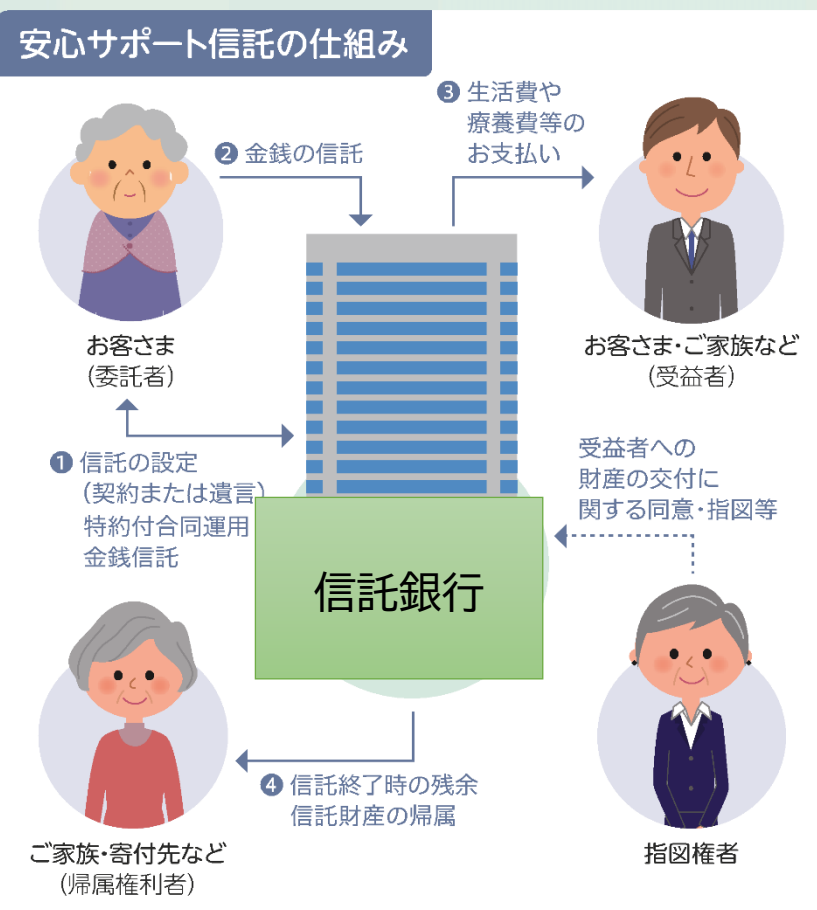 安心サポート信託の仕組み
❷ 金銭の信託
❸ 生活費や
療養費等の
お支払い
お客さま
（委託者）
お客さま・ご家族など
（受益者）
❶ 信託の設定
（契約または遺言）
特約付合同運用
金銭信託
受益者への
財産の交付に
関する同意・指図等
信託銀行
❹ 信託終了時の残余
信託財産の帰属
ご家族・寄付先など
（帰属権利者）
指図権者